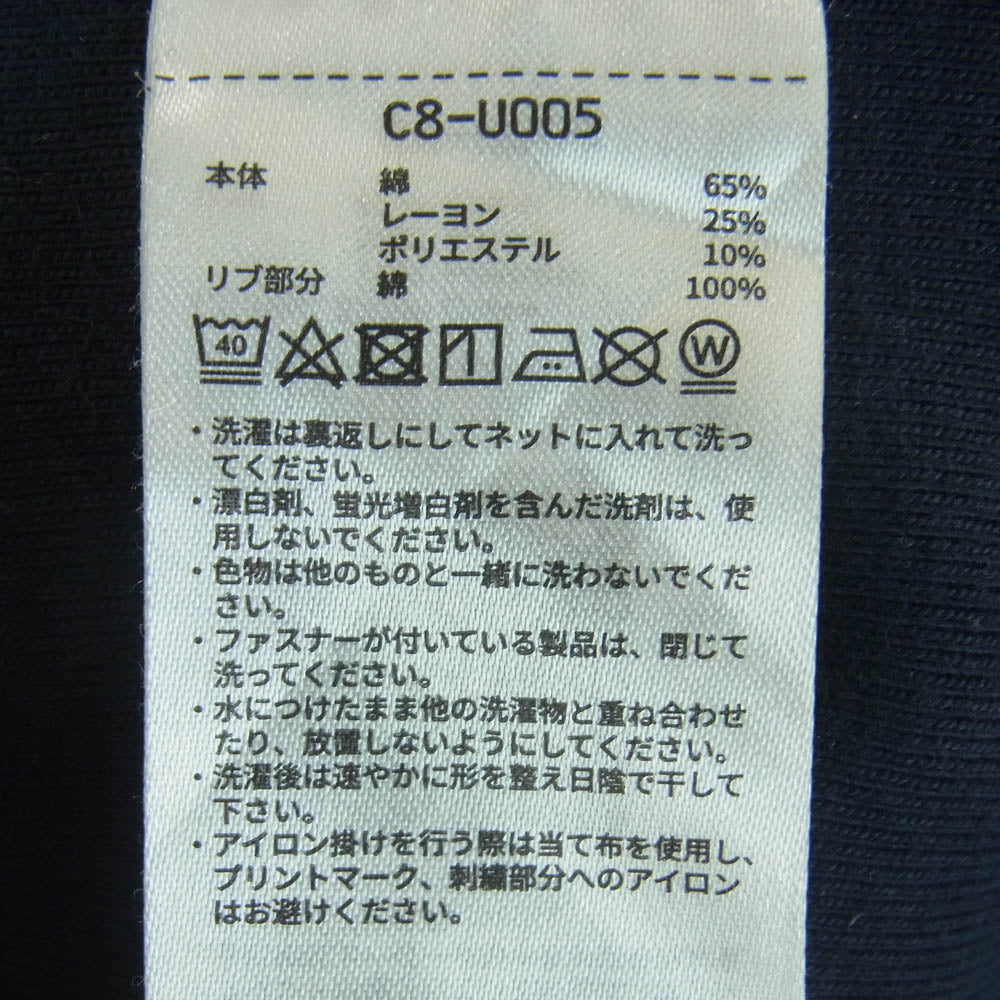 C8-U005
本体 綿 65%
レーヨン 25%
ポリエステル 10%
リブ部分 綿 100%
40 W
・洗濯は裏返しにしてネットに入れて洗っ
てください。
・漂白剤、蛍光増白剤を含んだ洗剤は、使
用しないでください。
・色物は他のものと一緒に洗わないでくだ
さい。
・ファスナーが付いている製品は、閉じて
洗ってください。
・水につけたまま他の洗濯物と重ね合わせ
たり、放置しないようにしてください。
・洗濯後は速やかに形を整え日陰で干して
下さい。
・アイロン掛けを行う際は当て布を使用し、
プリントマーク、刺繍部分へのアイロン
はお避けください。